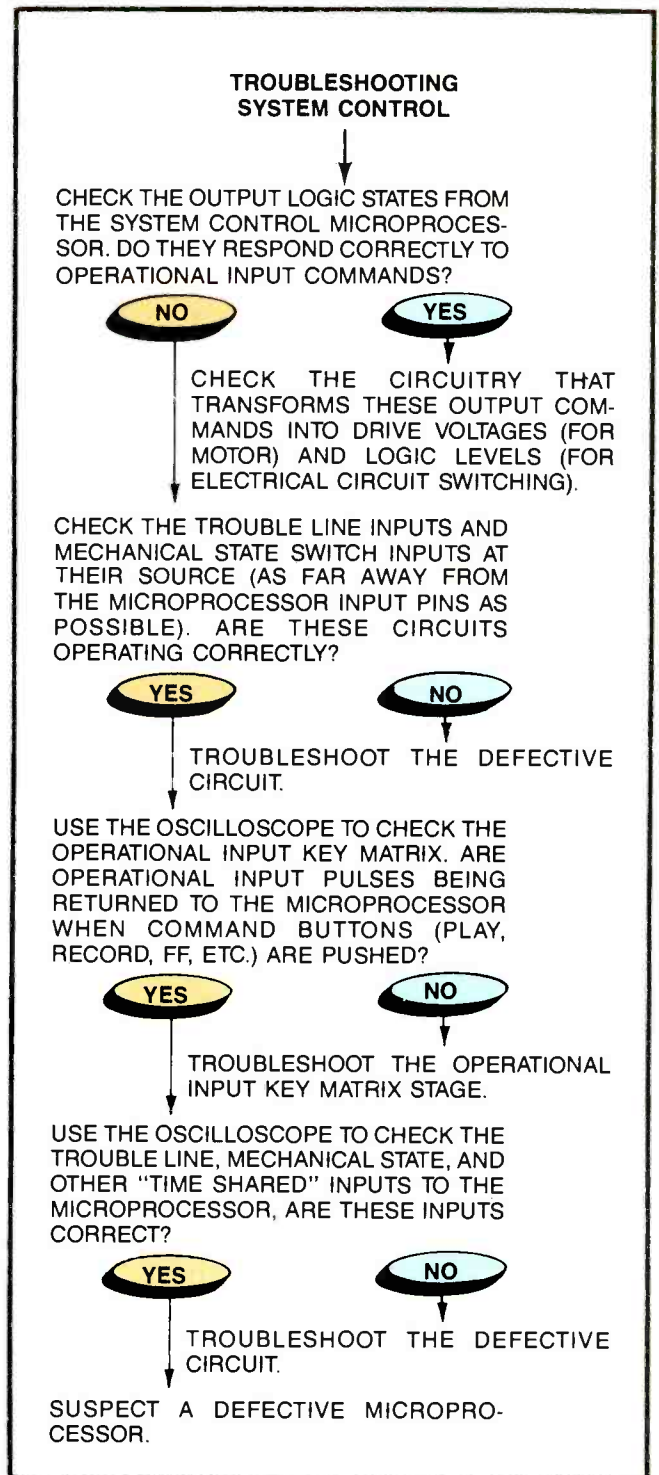 TROUBLESHOOTING
SYSTEM CONTROL
CHECK THE OUTPUT LOGIC STATES FROM
THE SYSTEM CONTROL MICROPROCES-
SOR. DO THEY RESPOND CORRECTLY TO
OPERATIONAL INPUT COMMANDS?
NO YES
CHECK THE CIRCUITRY THAT
TRANSFORMS THESE OUTPUT COM-
MANDS INTO DRIVE VOLTAGES (FOR
MOTOR) AND LOGIC LEVELS (FOR
ELECTRICAL CIRCUIT SWITCHING).
CHECK THE TROUBLE LINE INPUTS AND
MECHANICAL STATE SWITCH INPUTS AT
THEIR SOURCE (AS FAR AWAY FROM
THE MICROPROCESSOR INPUT PINS AS
POSSIBLE). ARE THESE CIRCUITS
OPERATING CORRECTLY?
YES NO
TROUBLESHOOT THE DEFECTIVE
CIRCUIT.
USE THE OSCILLOSCOPE TO CHECK THE
OPERATIONAL INPUT KEY MATRIX. ARE
OPERATIONAL INPUT PULSES BEING
RETURNED TO THE MICROPROCESSOR
WHEN COMMAND BUTTONS (PLAY,
RECORD, FF, ETC.) ARE PUSHED?
YES NO
TROUBLESHOOT THE OPERATIONAL
INPUT KEY MATRIX STAGE.
USE THE OSCILLOSCOPE TO CHECK THE
TROUBLE LINE, MECHANICAL STATE, AND
OTHER "TIME SHARED" INPUTS TO THE
MICROPROCESSOR, ARE THESE INPUTS
CORRECT?
YES NO
TROUBLESHOOT THE DEFECTIVE
CIRCUIT.
SUSPECT A DEFECTIVE MICROPRO-
CESSOR.